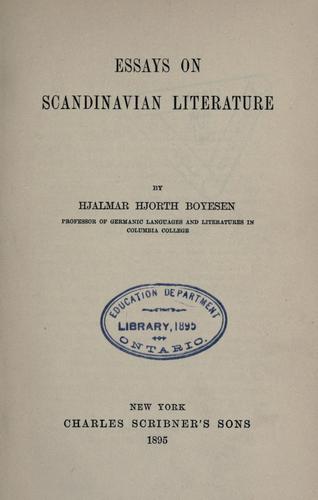 ESSAYS ON
SCANDINAVIAN LITERATURE
BY
HJALMAR HJORTH BOYESEN
PROFESSOR OF GERMANIC LANGUAGES AND LITERATURES IN
COLUMBIA COLLEGE
EDUCATION DEPARTMENT
LIBRARY, 1895
ONTARIO.
NEW YORK
CHARLES SCRIBNER'S SONS
1895